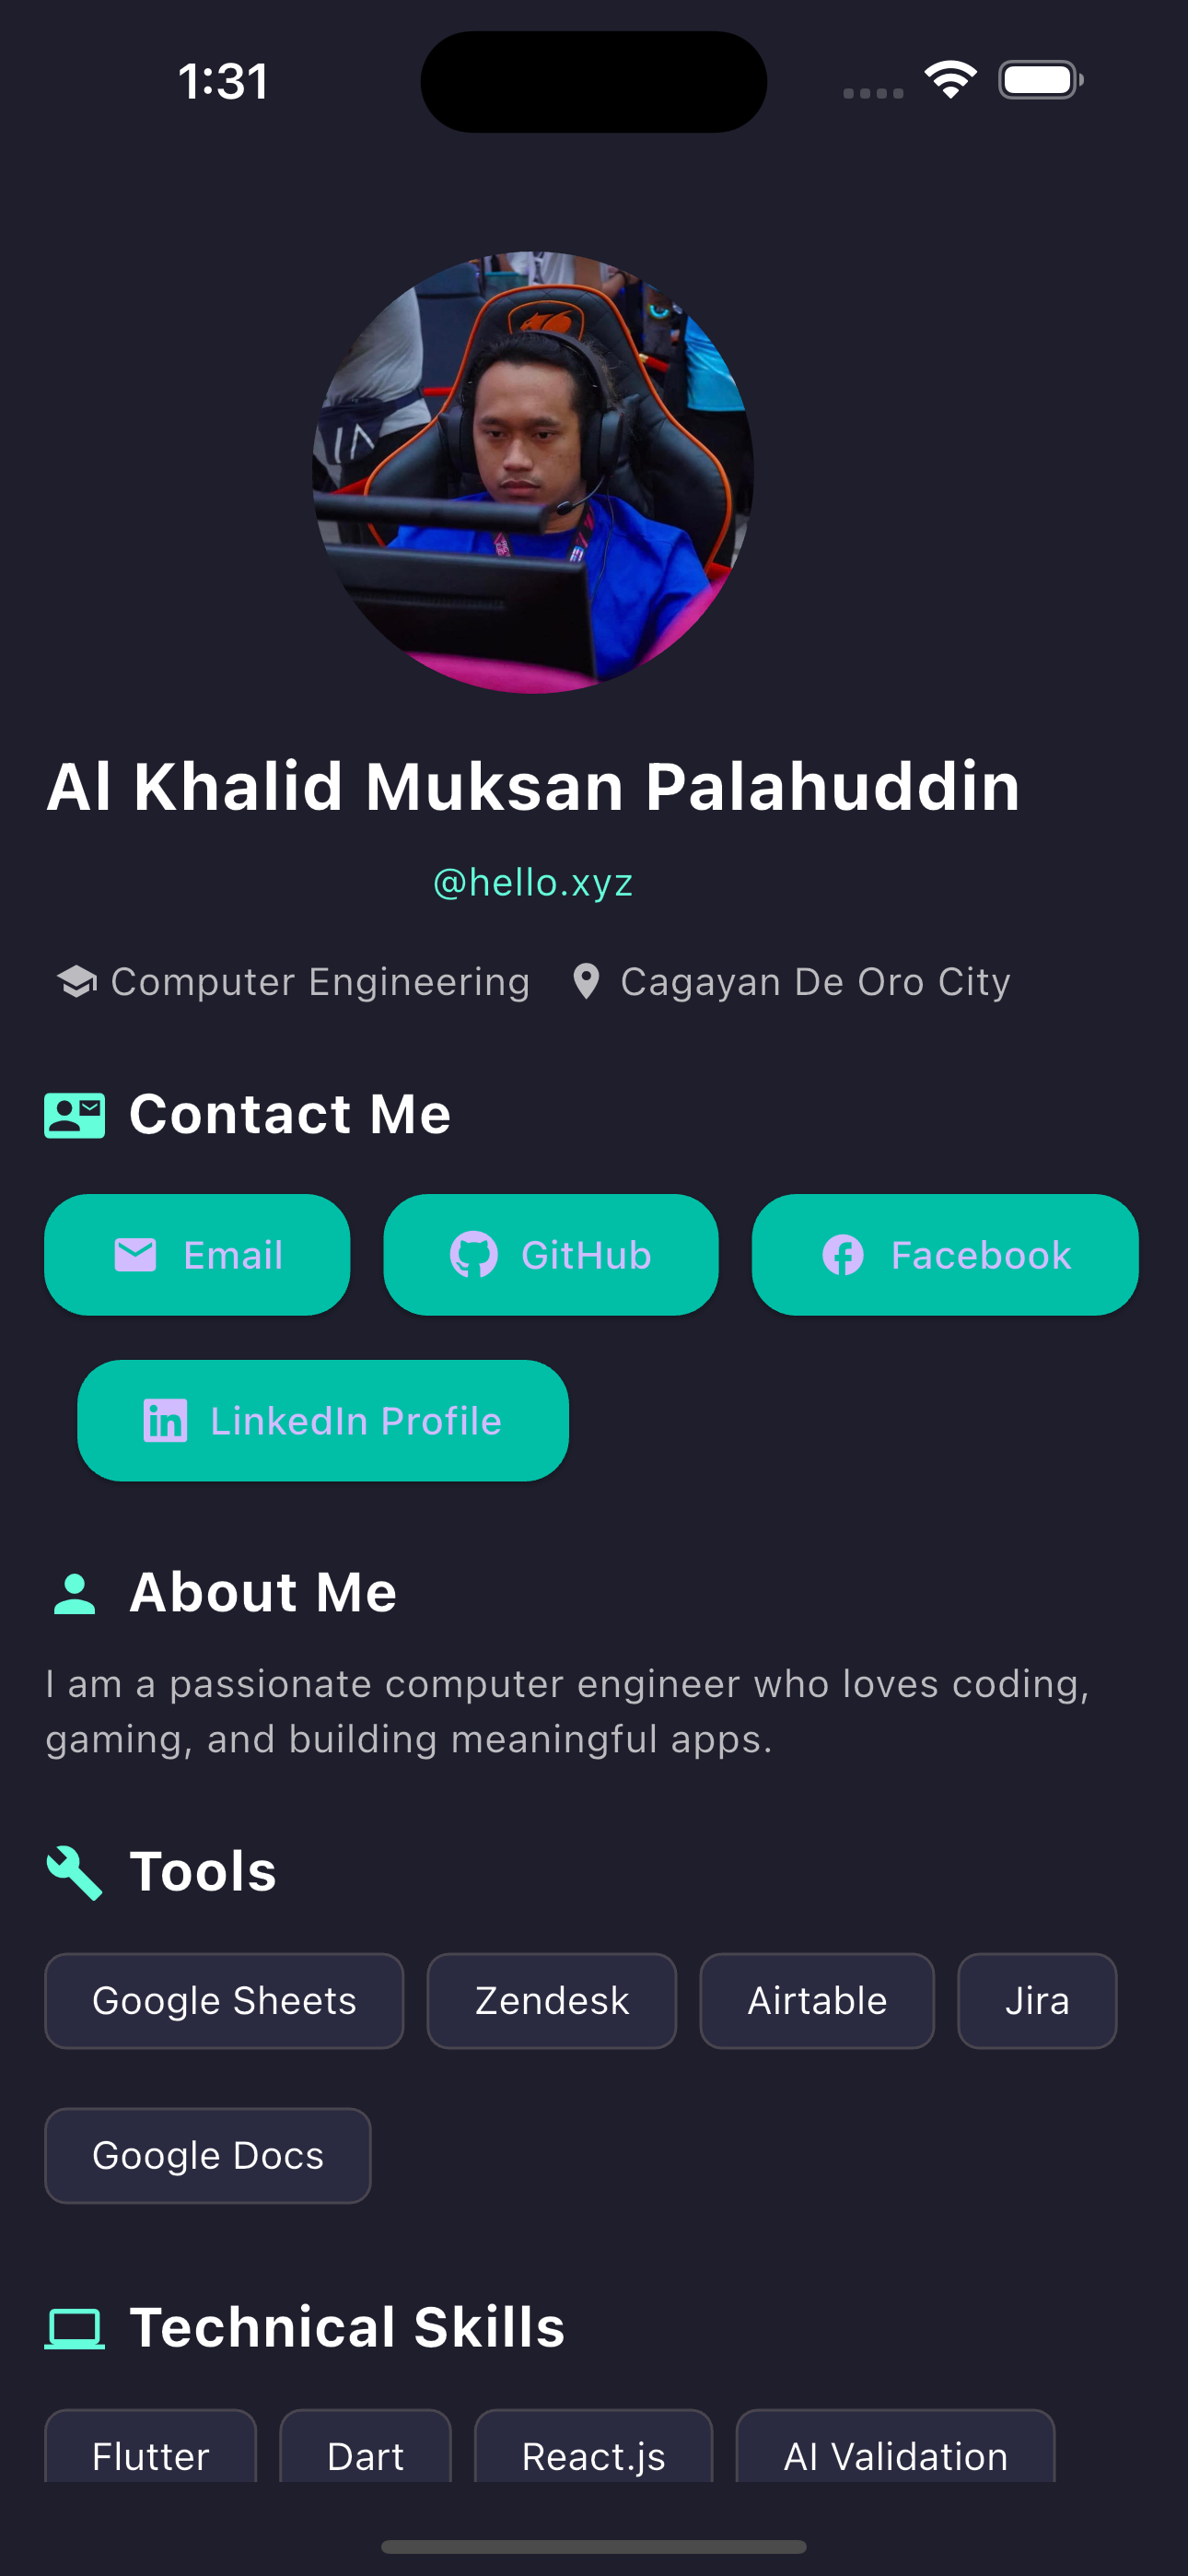 1:31
Al Khalid Muksan Palahuddin
@hello.xyz
Computer Engineering Cagayan De Oro City
Contact Me
Email GitHub Facebook
LinkedIn Profile
About Me
I am a passionate computer engineer who loves coding,
gaming, and building meaningful apps.
Tools
Google Sheets Zendesk Airtable Jira
Google Docs
Technical Skills
Flutter Dart React.js AI Validation